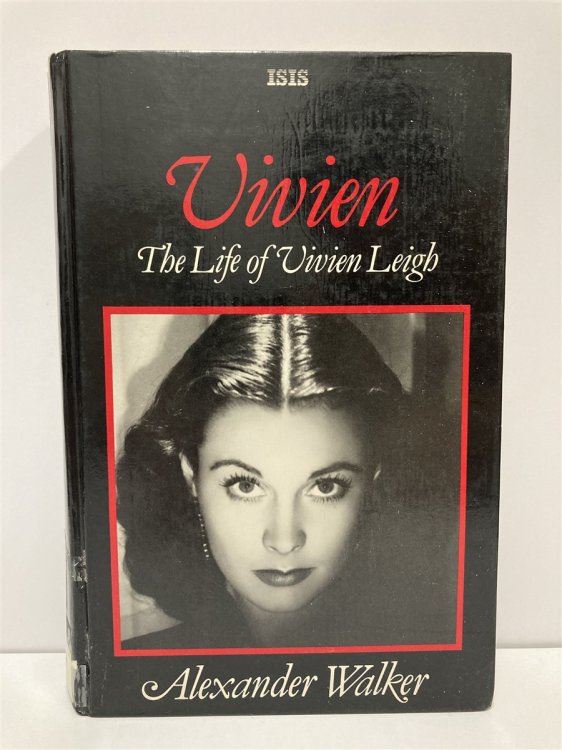 ISIS
Vivien
The Life of Vivien Leigh
Alexander Walker